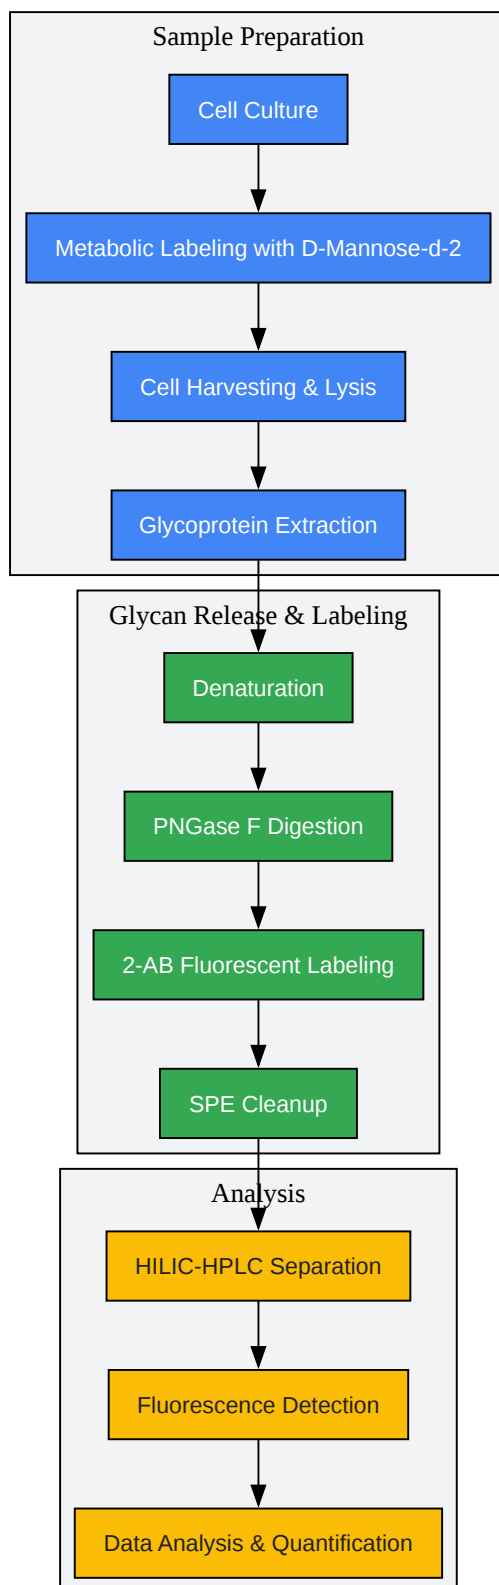 Sample Preparation
Cell Culture
Metabolic Labeling with D-Mannose-d-2
Cell Harvesting & Lysis
Glycoprotein Extraction
Glycan Release & Labeling
Denaturation
PNGase F Digestion
2-AB Fluorescent Labeling
SPE Cleanup
Analysis
HILIC-HPLC Separation
Fluorescence Detection
Data Analysis & Quantification